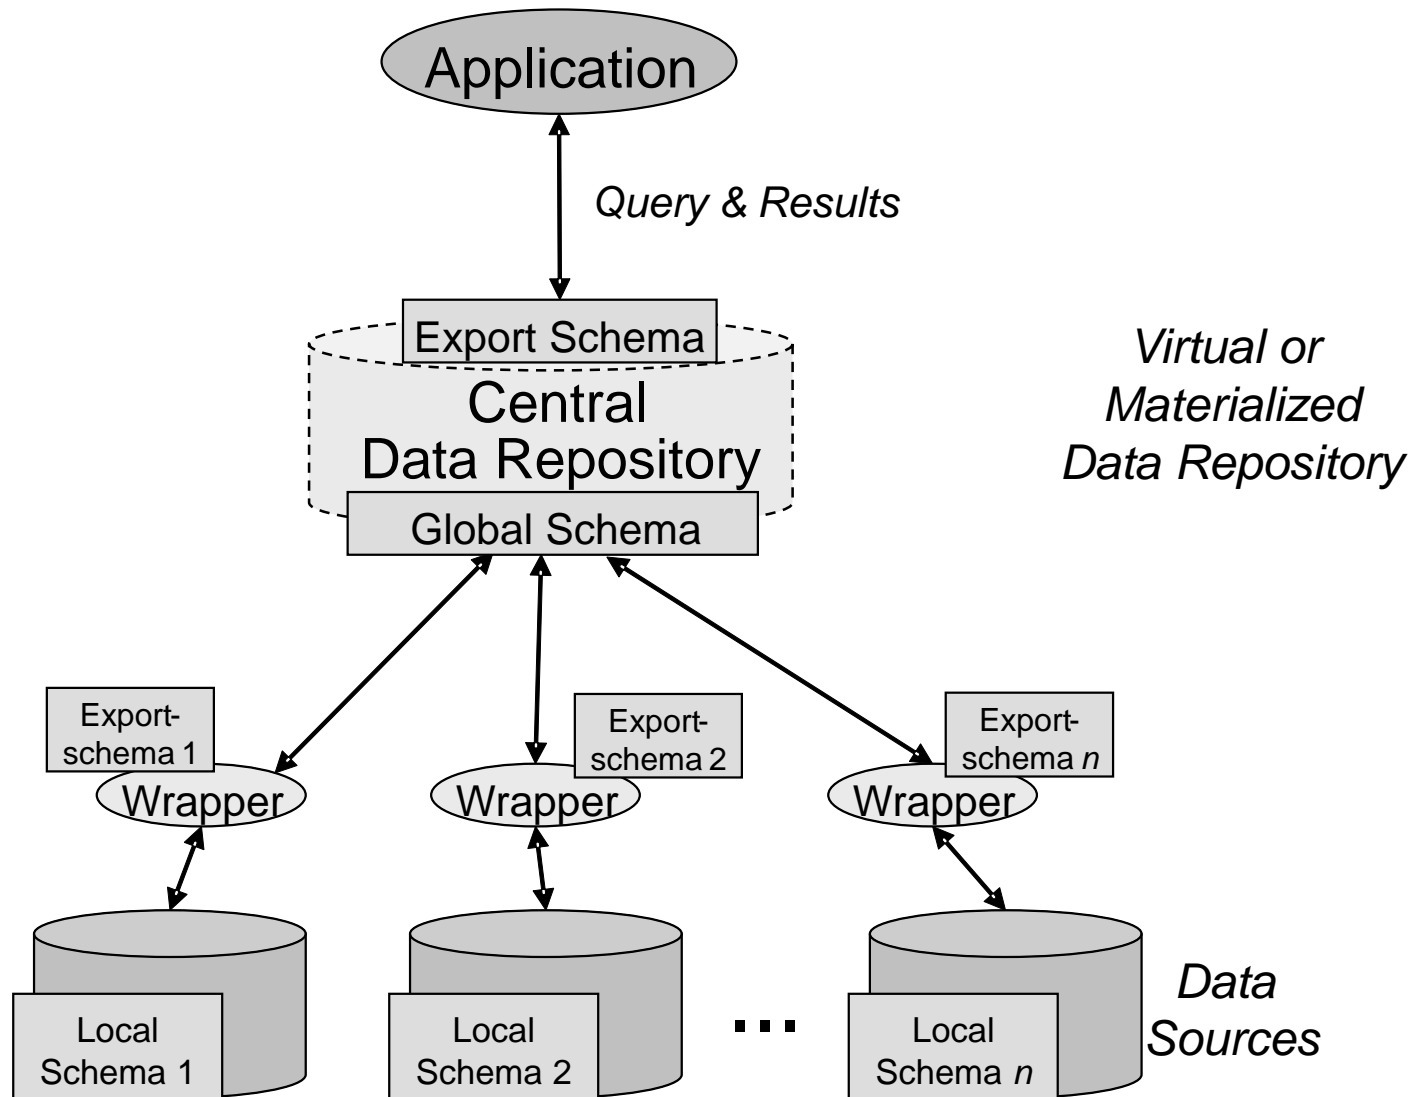 Application
Query & Results
Export Schema
Central
Data Repository
Global Schema
Virtual or
Materialized
Data Repository
Export-
schema 1
Wrapper
Export-
schema 2
Wrapper
Export-
schema n
Wrapper
Local
Schema 1
Local
Schema 2
...
Local
Schema n
Data
Sources